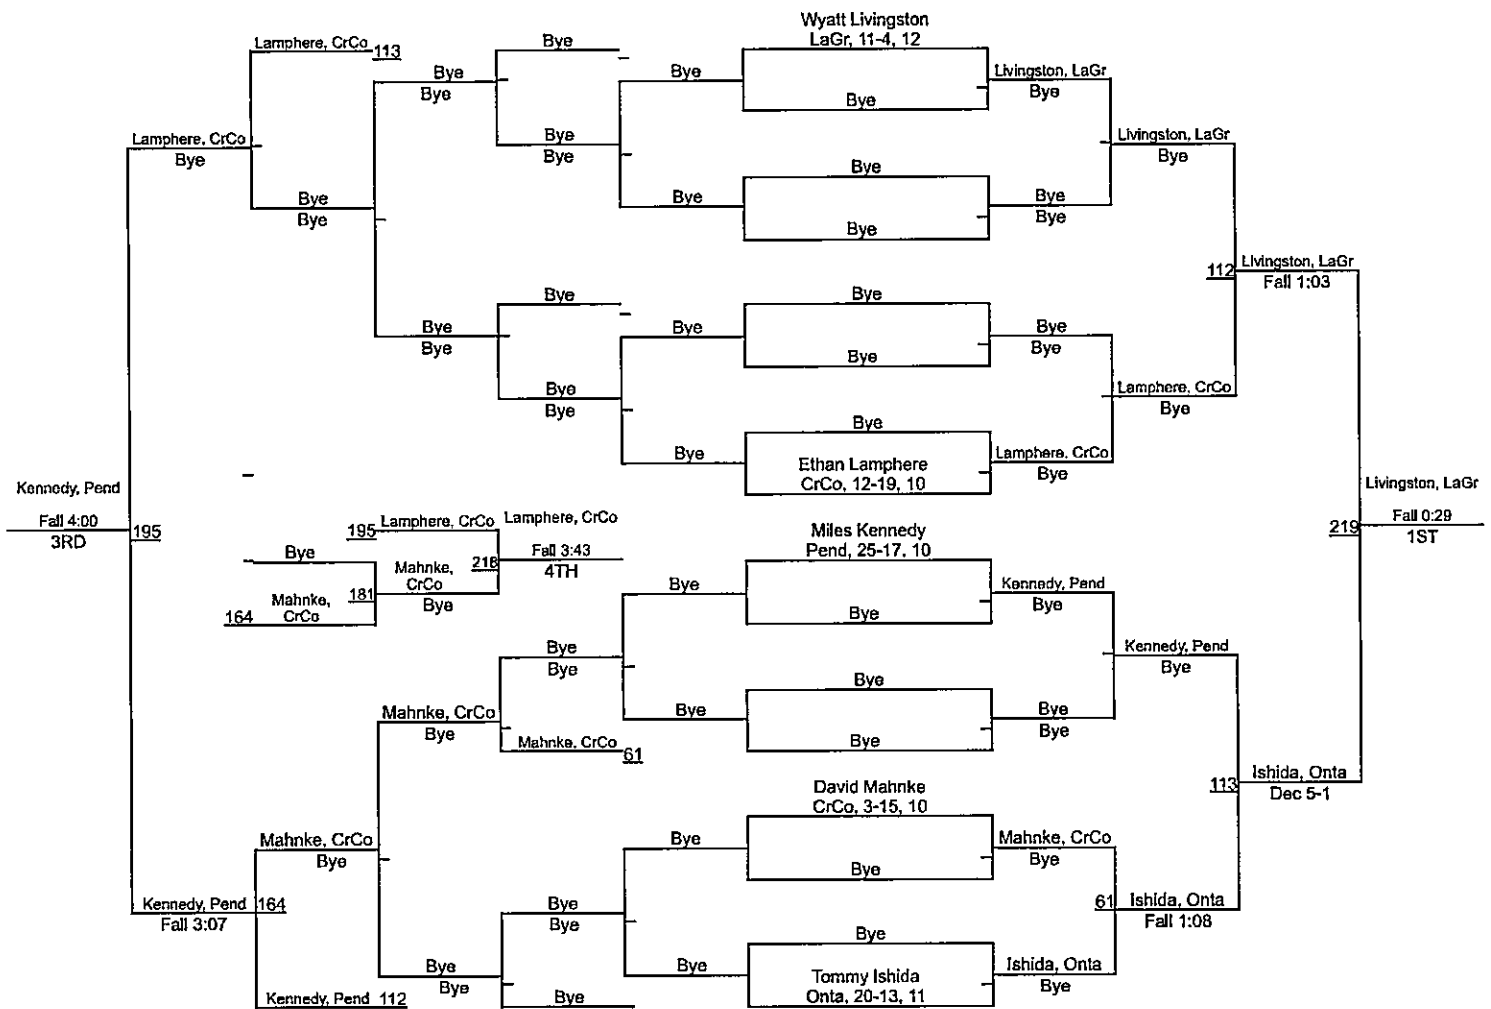 Wyatt Livingston
LaGr, 11-4, 12
Lamphere, CrCo 113
Bye
Bye
Bye
Bye
Livingston, LaGr
Bye
Bye
Lamphere, CrCo
Bye
Bye
Bye
Livingston, LaGr
Bye
Bye
Bye
Bye
Bye
Bye
Bye
Bye
Bye
112
Livingston, LaGr
Fall 1:03
Bye
Bye
Bye
Bye
Bye
Bye
Bye
Bye
Bye
Bye
Lamphere, CrCo
Bye
Bye
Bye
Ethan Lamphere
CrCo, 12-19, 10
Lamphere, CrCo
Bye
Kennedy, Pend
Fall 4:00
3RD
195
Livingston, LaGr
219
Fall 0:29
1ST
195
Lamphere, CrCo
Lamphere, CrCo
218
Fall 3:43
4TH
Bye
181
Mahnke,
CrCo
Bye
164
Mahnke,
CrCo
Miles Kennedy
Pend, 25-17, 10
Bye
Bye
Kennedy, Pend
Bye
Bye
Bye
Kennedy, Pend
Bye
Bye
Bye
Bye
Bye
Bye
Mahnke, CrCo
Bye
Mahnke, CrCo
61
113
Ishida, Onta
Dec 5-1
David Mahnke
CrCo, 3-15, 10
Mahnke, CrCo
Bye
Bye
Bye
Mahnke, CrCo
Bye
Kennedy, Pend
Fall 3:07
164
Bye
Bye
61
Ishida, Onta
Fall 1:08
Bye
Bye
Bye
Bye
Tommy Ishida
Onta, 20-13, 11
Ishida, Onta
Bye
Kennedy, Pend 112
Bye